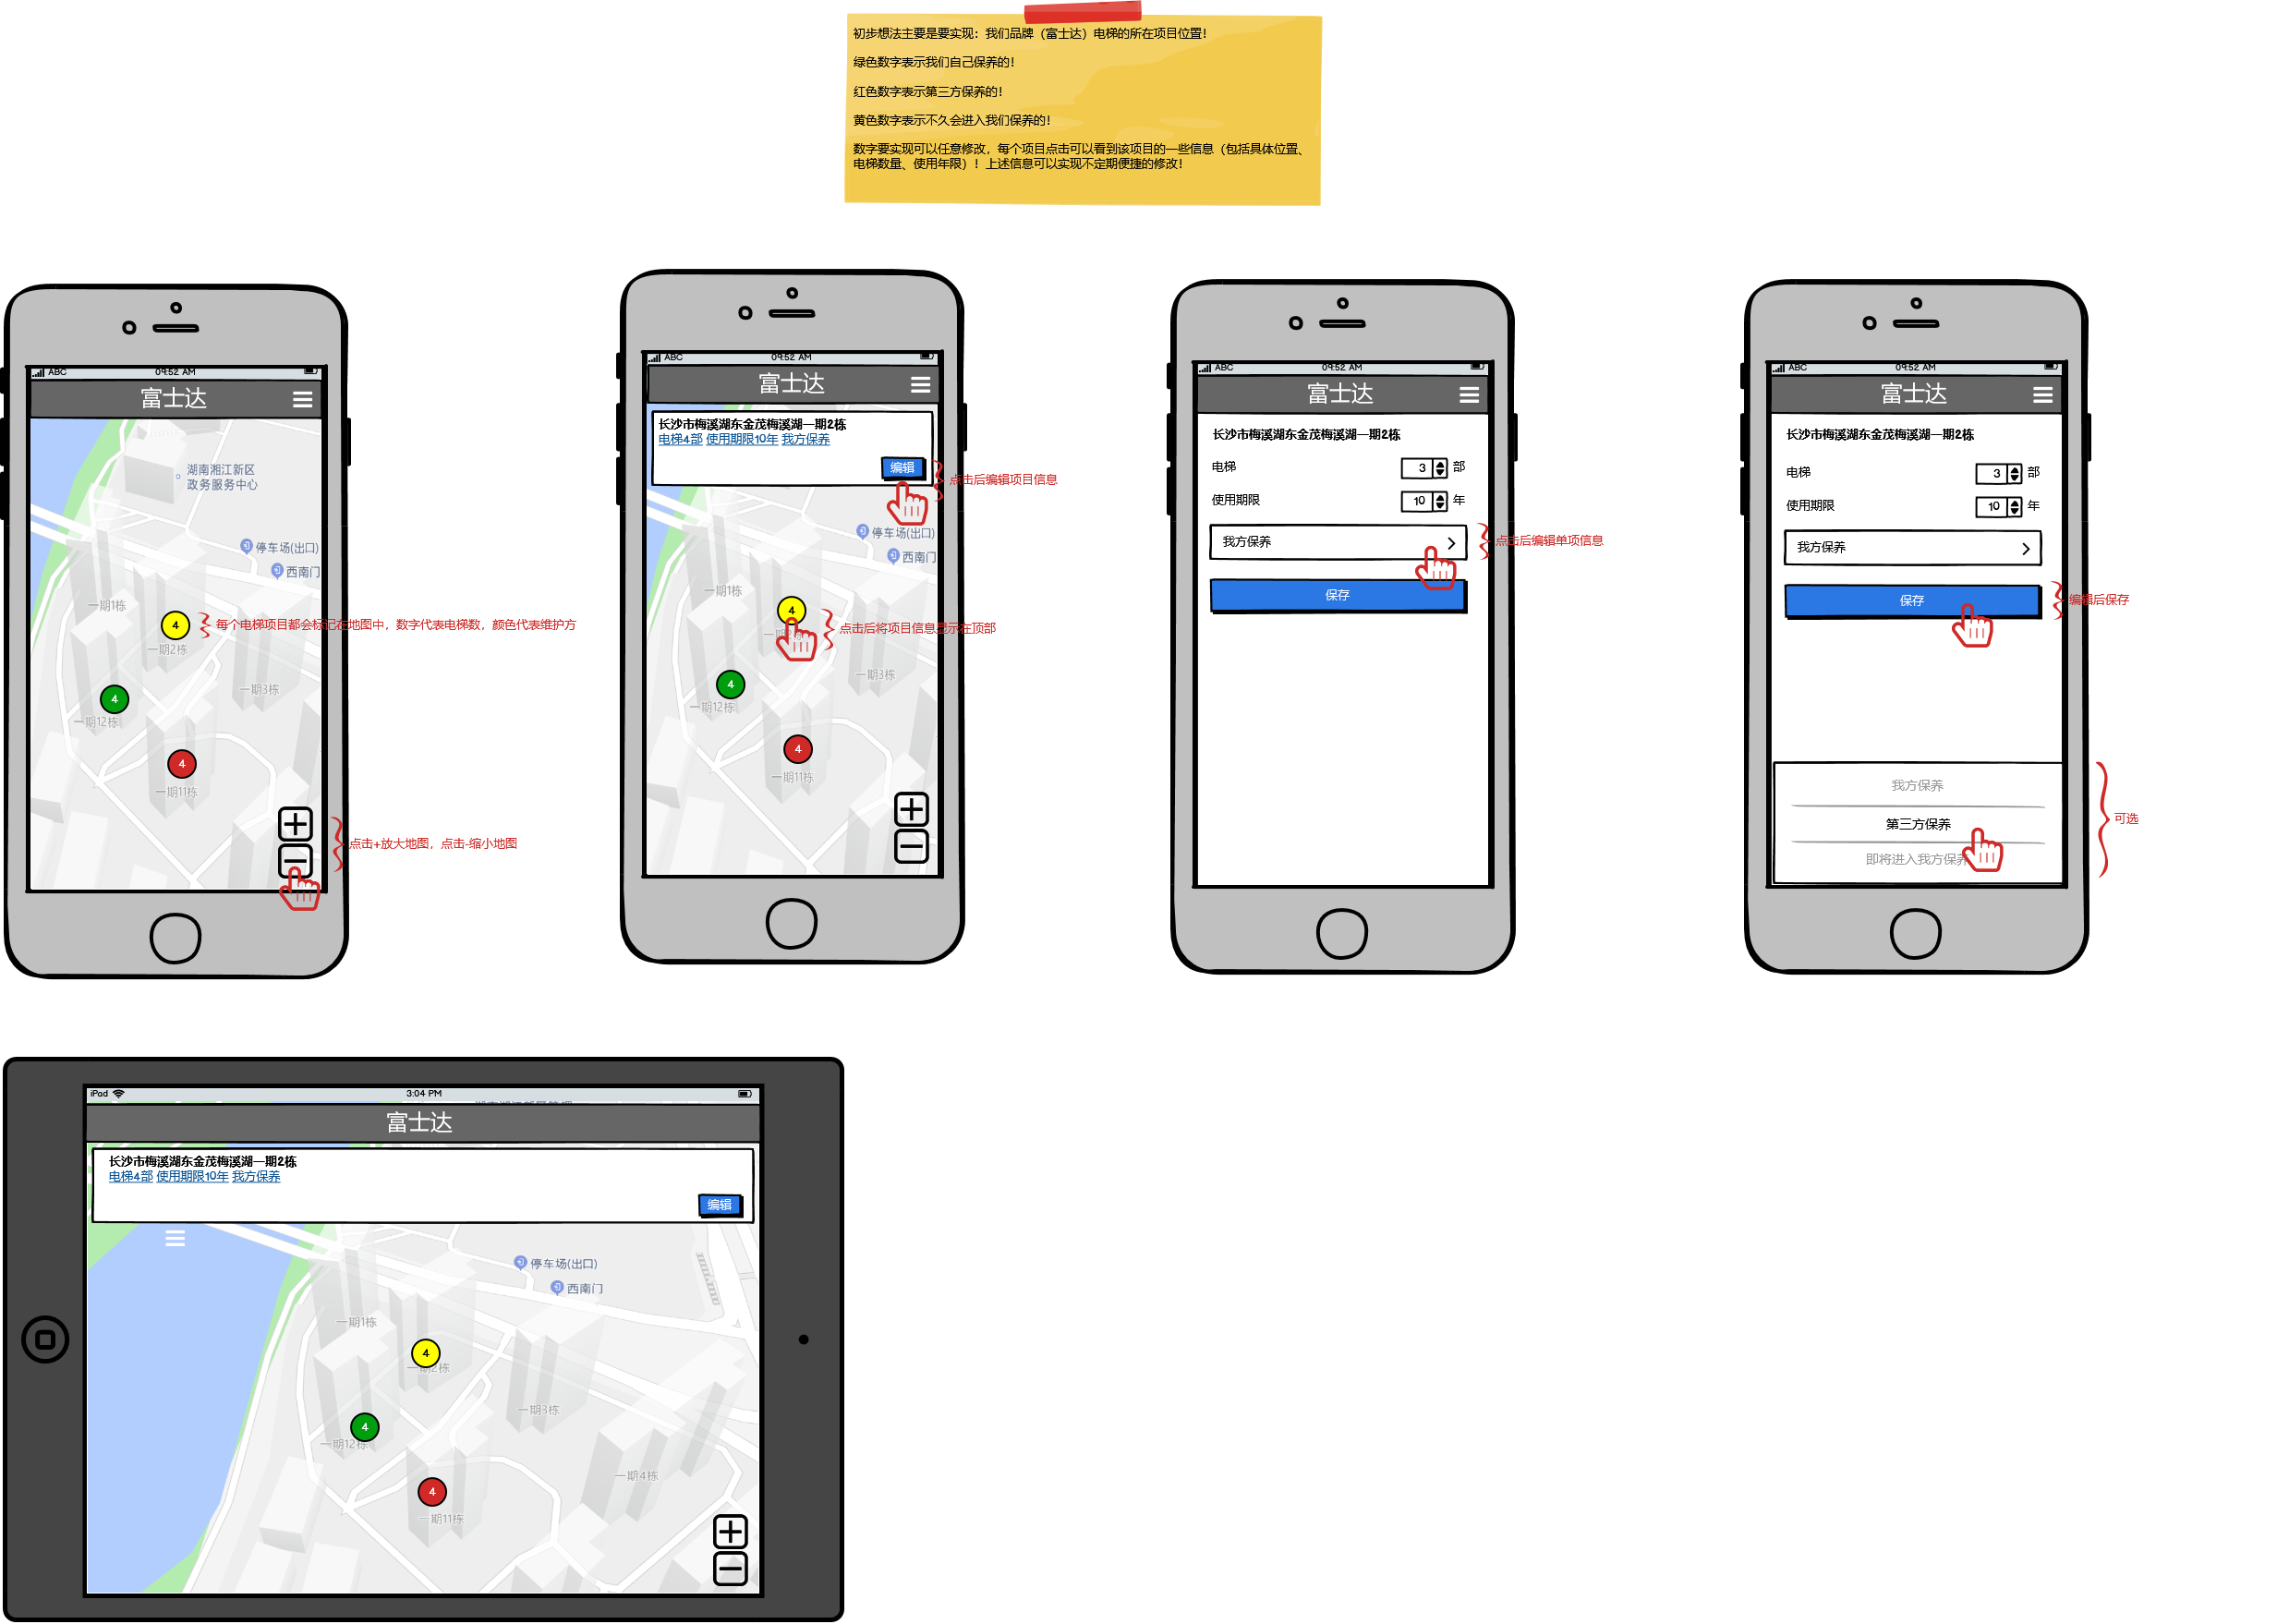 初步想法主要是要实现：我们品牌（富士达）电梯的所在项目位置！
绿色数字表示我们自己保养的！
红色数字表示第三方保养的！
黄色数字表示不久会进入我们保养的！
数字要实现可以任意修改，每个项目点击可以看到该项目的一些信息（包括具体位置、
电梯数量、使用年限）！上述信息可以实现不定期便捷的修改！
ABC 09:52 AM
富士达
湖南湘江新区
政务服务中心
停车场(出口)
西南门
一期1栋
4
每个电梯项目都会标记在地图中，数字代表电梯数，颜色代表维护方
一期2栋
一期3栋
4
一期12栋
4
一期11栋
点击+放大地图，点击-缩小地图
ABC 09:52 AM
富士达
长沙市梅溪湖东金茂梅溪湖一期2栋
电梯4部 使用期限10年 我方保养
编辑
点击后编辑项目信息
停车场(出口)
西南门
一期1栋
4
点击后将项目信息显示在顶部
一期3栋
4
一期12栋
4
一期11栋
ABC 09:52 AM
富士达
长沙市梅溪湖东金茂梅溪湖一期2栋
电梯 3 部
使用期限 10 年
我方保养
点击后编辑单项信息
保存
ABC 09:52 AM
富士达
长沙市梅溪湖东金茂梅溪湖一期2栋
电梯 3 部
使用期限 10 年
我方保养
保存
编辑后保存
我方保养
第三方保养
即将进入我方保养
可选
iPad 3:04 PM
富士达
长沙市梅溪湖东金茂梅溪湖一期2栋
电梯4部 使用期限10年 我方保养
编辑
停车场(出口)
西南门
一期1栋
4
一期2栋
一期3栋
4
一期12栋
一期4栋
4
一期11栋